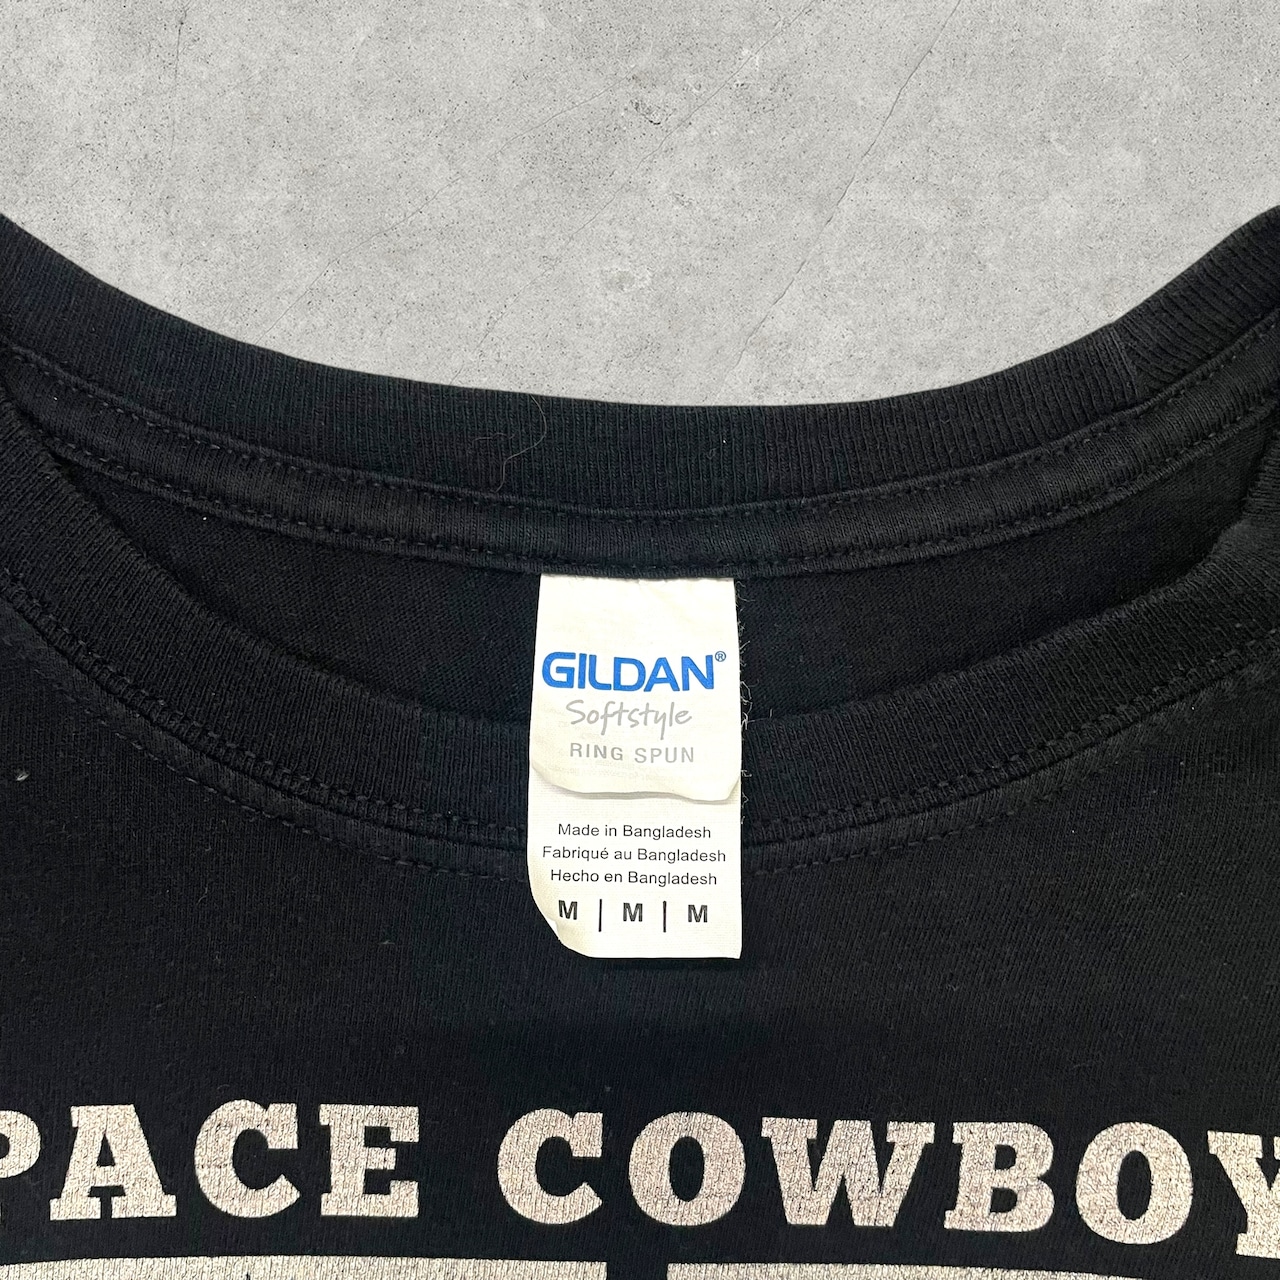 GILDAN®
Softstyle
RING SPUN
Made in Bangladesh
Fabriqué au Bangladesh
Hecho en Bangladesh
M | M | M
PACE COWBOY